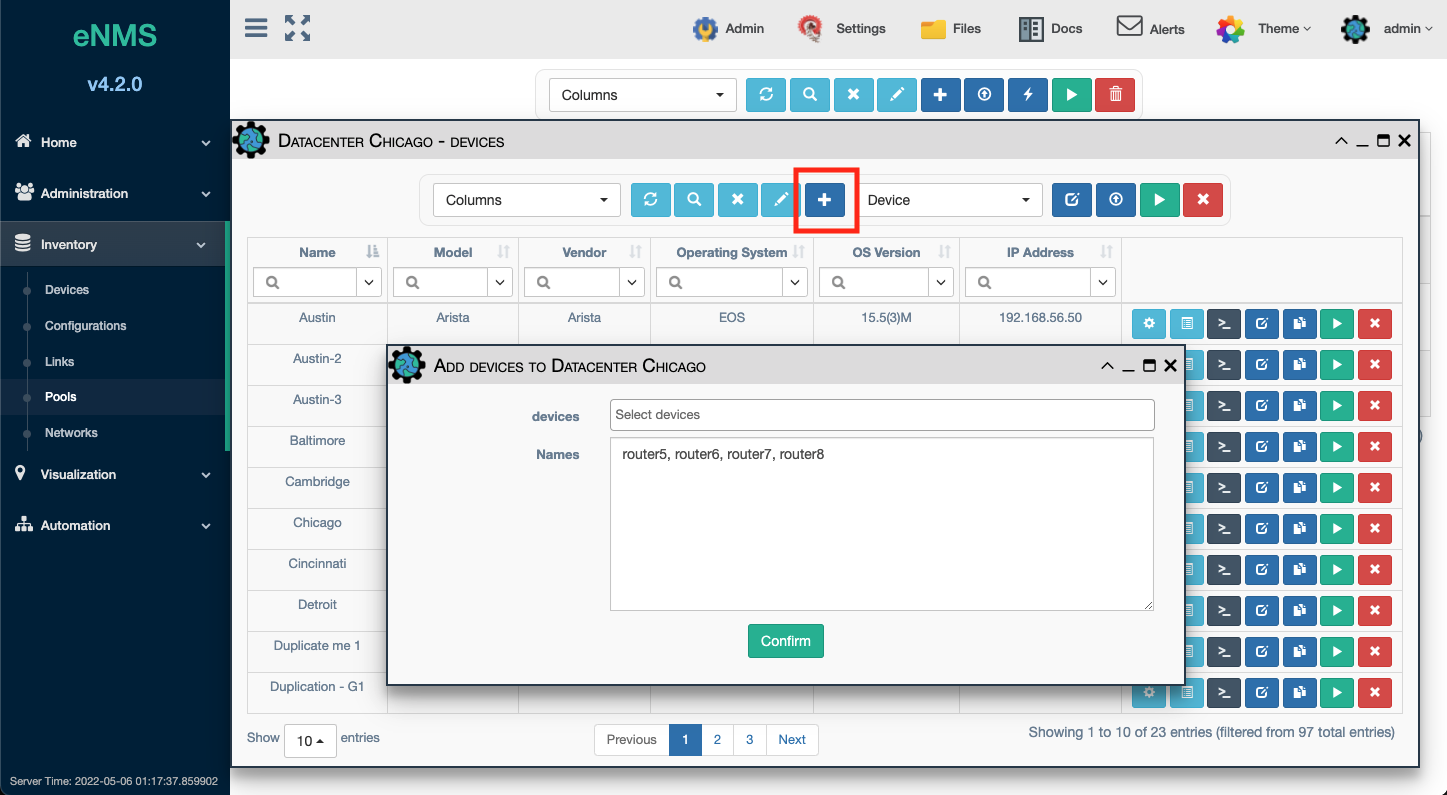 eNMS
v4.2.0
Home
Administration
Inventory
Devices
Configurations
Links
Pools
Networks
Visualization
Automation
Server Time: 2022-05-06 01:17:37.859902
Admin
Settings
Files
Docs
Alerts
Theme
admin
Columns
Datacenter Chicago - devices
Columns
Device
Name Model Vendor Operating System OS Version IP Address
Austin Arista Arista EOS 15.5(3)M 192.168.56.50
Austin-2
Austin-3
Baltimore
Cambridge
Chicago
Cincinnati
Detroit
Duplicate me 1
Duplication - G1
Add devices to Datacenter Chicago
devices Select devices
Names router5, router6, router7, router8
Confirm
Show 10 entries
Previous 1 2 3 Next
Showing 1 to 10 of 23 entries (filtered from 97 total entries)